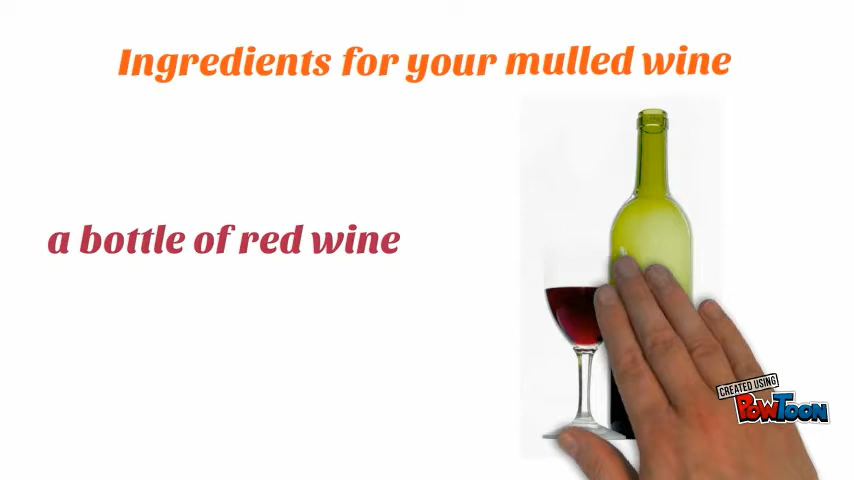 Ingredients for your mulled wine
a bottle of red wine
CREATED USING
POWTOON